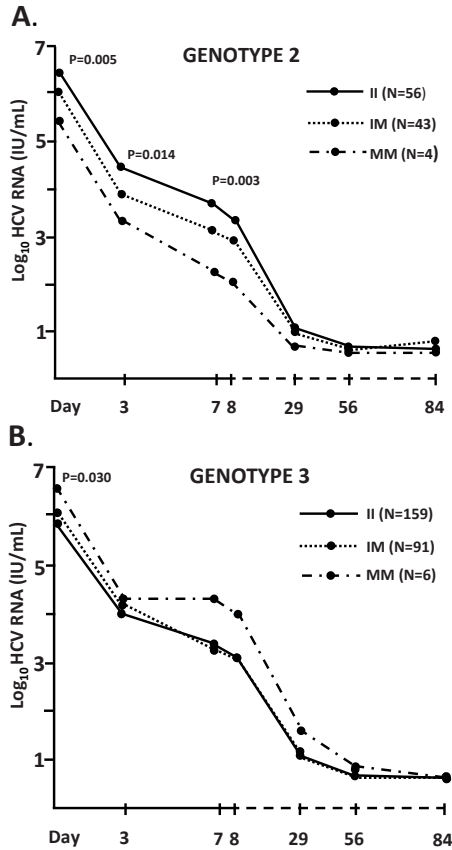 A.
GENOTYPE 2
7
5
3
1
Log10 HCV RNA (IU/mL)
P=0.005
P=0.014
P=0.003
II (N=56)
IM (N=43)
MM (N=4)
Day 3 7 8 29 56 84
B.
GENOTYPE 3
7
5
3
1
Log10 HCV RNA (IU/mL)
P=0.030
II (N=159)
IM (N=91)
MM (N=6)
Day 3 7 8 29 56 84